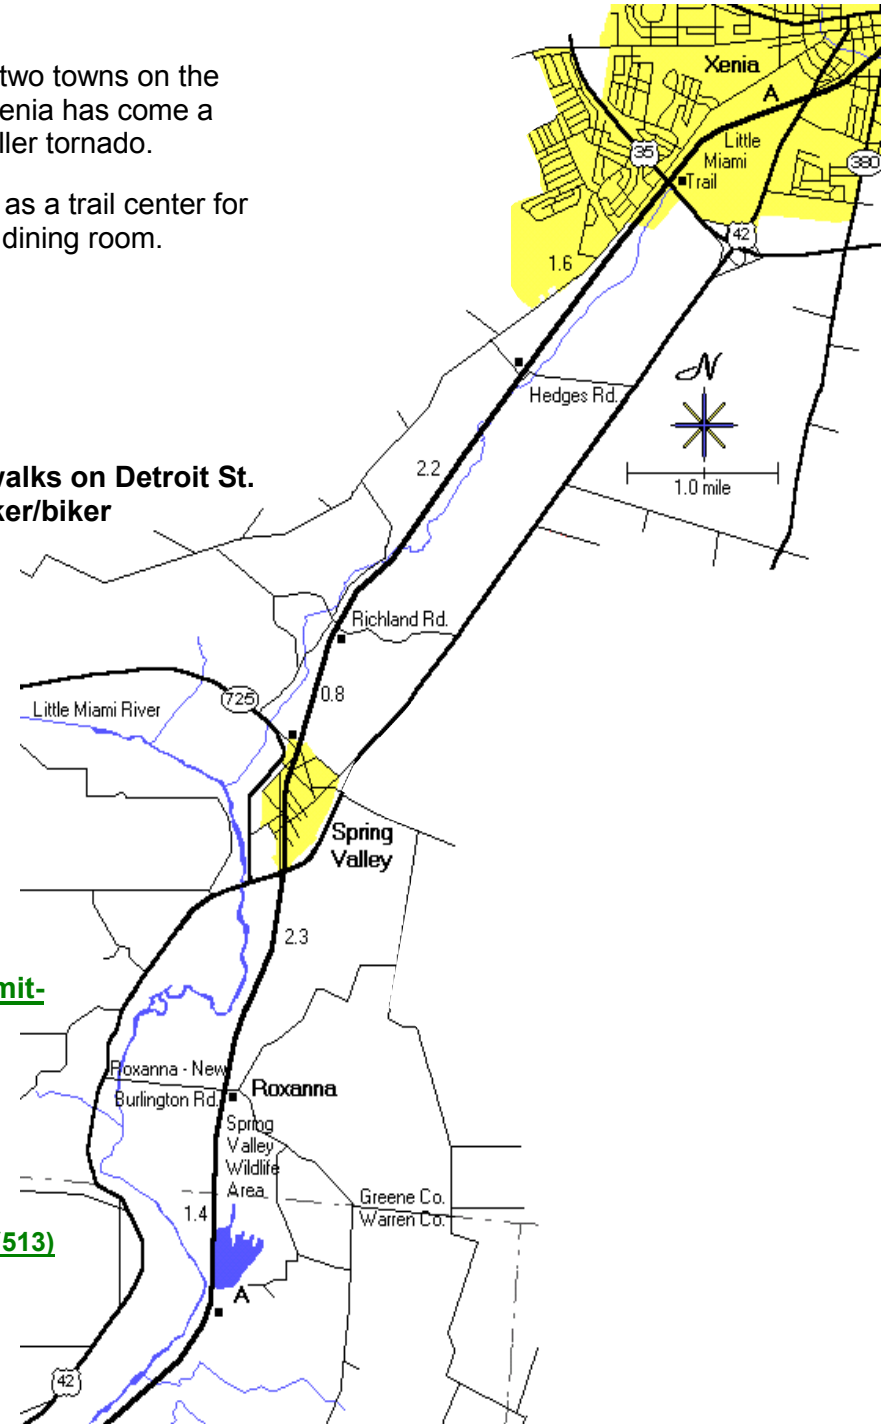 two towns on the
enia has come a
ller tornado.
as a trail center for
dining room.
valks on Detroit St.
ker/biker
mit-
513)
Xenia
A
Little
Miami
Trail
35
380
42
1.6
N
Hedges Rd.
1.0 mile
2.2
Richland Rd.
0.8
725
Little Miami River
Spring
Valley
2.3
Roxanna - New
Burlington Rd.
Roxanna
Spring
Valley
Wildlife
Area
Greene Co.
Warren Co.
1.4
A
42